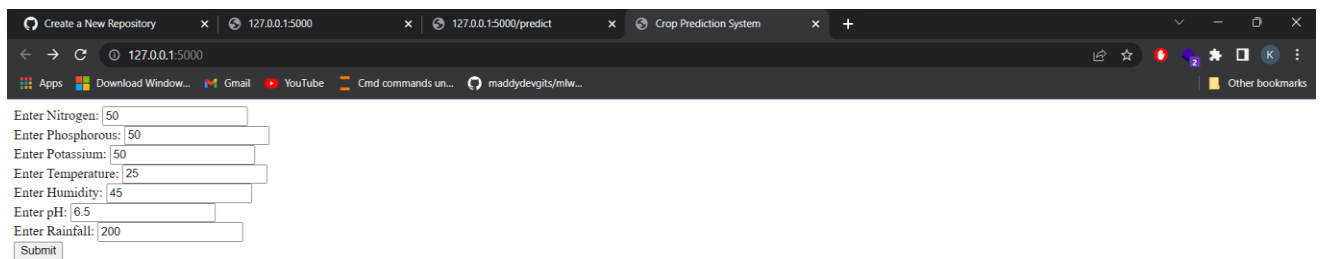 Create a New Repository 127.0.0.1:5000 127.0.0.1:5000/predict Crop Prediction System
127.0.0.1:5000
2 K
Apps Download Window... Gmail YouTube Cmd commands un... maddydevgits/mlw... Other bookmarks
Enter Nitrogen: 50
Enter Phosphorous: 50
Enter Potassium: 50
Enter Temperature: 25
Enter Humidity: 45
Enter pH: 6.5
Enter Rainfall: 200
Submit